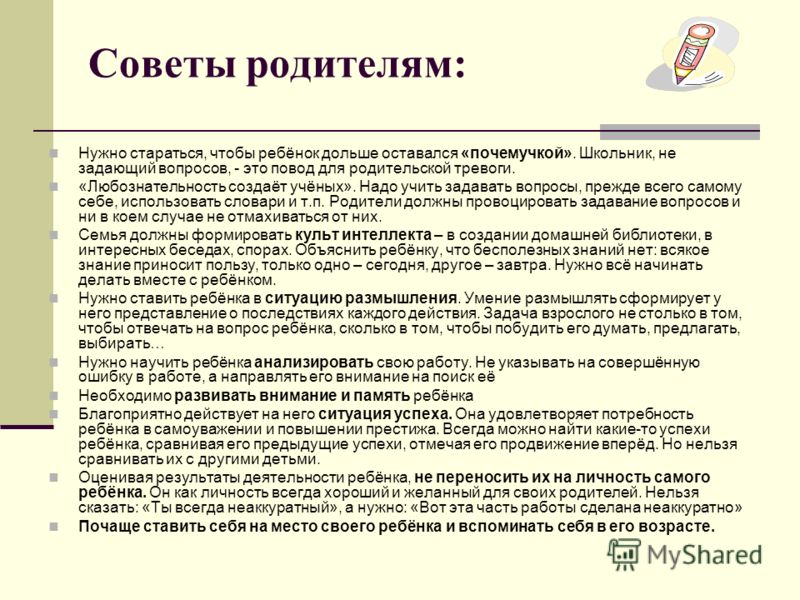 Советы родителям:
Нужно стараться, чтобы ребёнок дольше оставался «почемучкой». Школьник, не
задающий вопросов, - это повод для родительской тревоги.
«Любознательность создаёт учёных». Надо учить задавать вопросы, прежде всего самому
себе, использовать словари и т.п. Родители должны провоцировать задавание вопросов и
ни в коем случае не отмахиваться от них.
Семья должны формировать культ интеллекта – в создании домашней библиотеки, в
интересных беседах, спорах. Объяснить ребёнку, что бесполезных знаний нет: всякое
знание приносит пользу, только одно – сегодня, другое – завтра. Нужно всё начинать
делать вместе с ребёнком.
Нужно ставить ребёнка в ситуацию размышления. Умение размышлять сформирует у
него представление о последствиях каждого действия. Задача взрослого не столько в том,
чтобы отвечать на вопрос ребёнка, сколько в том, чтобы побудить его думать, предлагать,
выбирать…
Нужно научить ребёнка анализировать свою работу. Не указывать на совершённую
ошибку в работе, а направлять его внимание на поиск её
Необходимо развивать внимание и память ребёнка
Благоприятно действует на него ситуация успеха. Она удовлетворяет потребность
ребёнка в самоуважении и повышении престижа. Всегда можно найти какие-то успехи
ребёнка, сравнивая его предыдущие успехи, отмечая его продвижение вперёд. Но нельзя
сравнивать их с другими детьми.
Оценивая результаты деятельности ребёнка, не переносить их на личность самого
ребёнка. Он как личность всегда хороший и желанный для своих родителей. Нельзя
сказать: «Ты всегда неаккуратный», а нужно: «Вот эта часть работы сделана неаккуратно»
Почаще ставить себя на место своего ребёнка и вспоминать себя в его возрасте.
MyShared